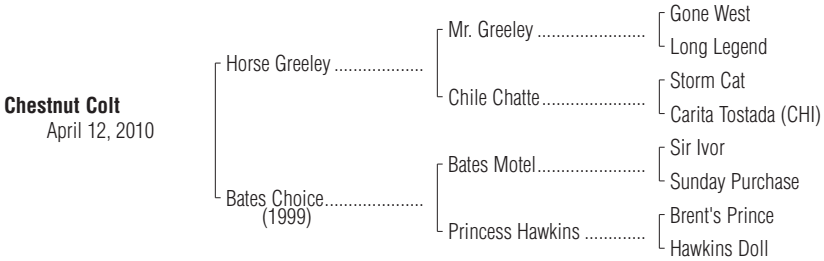 Gone West
Mr. Greeley ........................
Long Legend
Horse Greeley ...................
Storm Cat
Chile Chatte.......................
Chestnut Colt
Carita Tostada (CHI)
April 12, 2010
Sir Ivor
Bates Motel........................
Sunday Purchase
Bates Choice.....................
(1999)
Brent's Prince
Princess Hawkins .............
Hawkins Doll